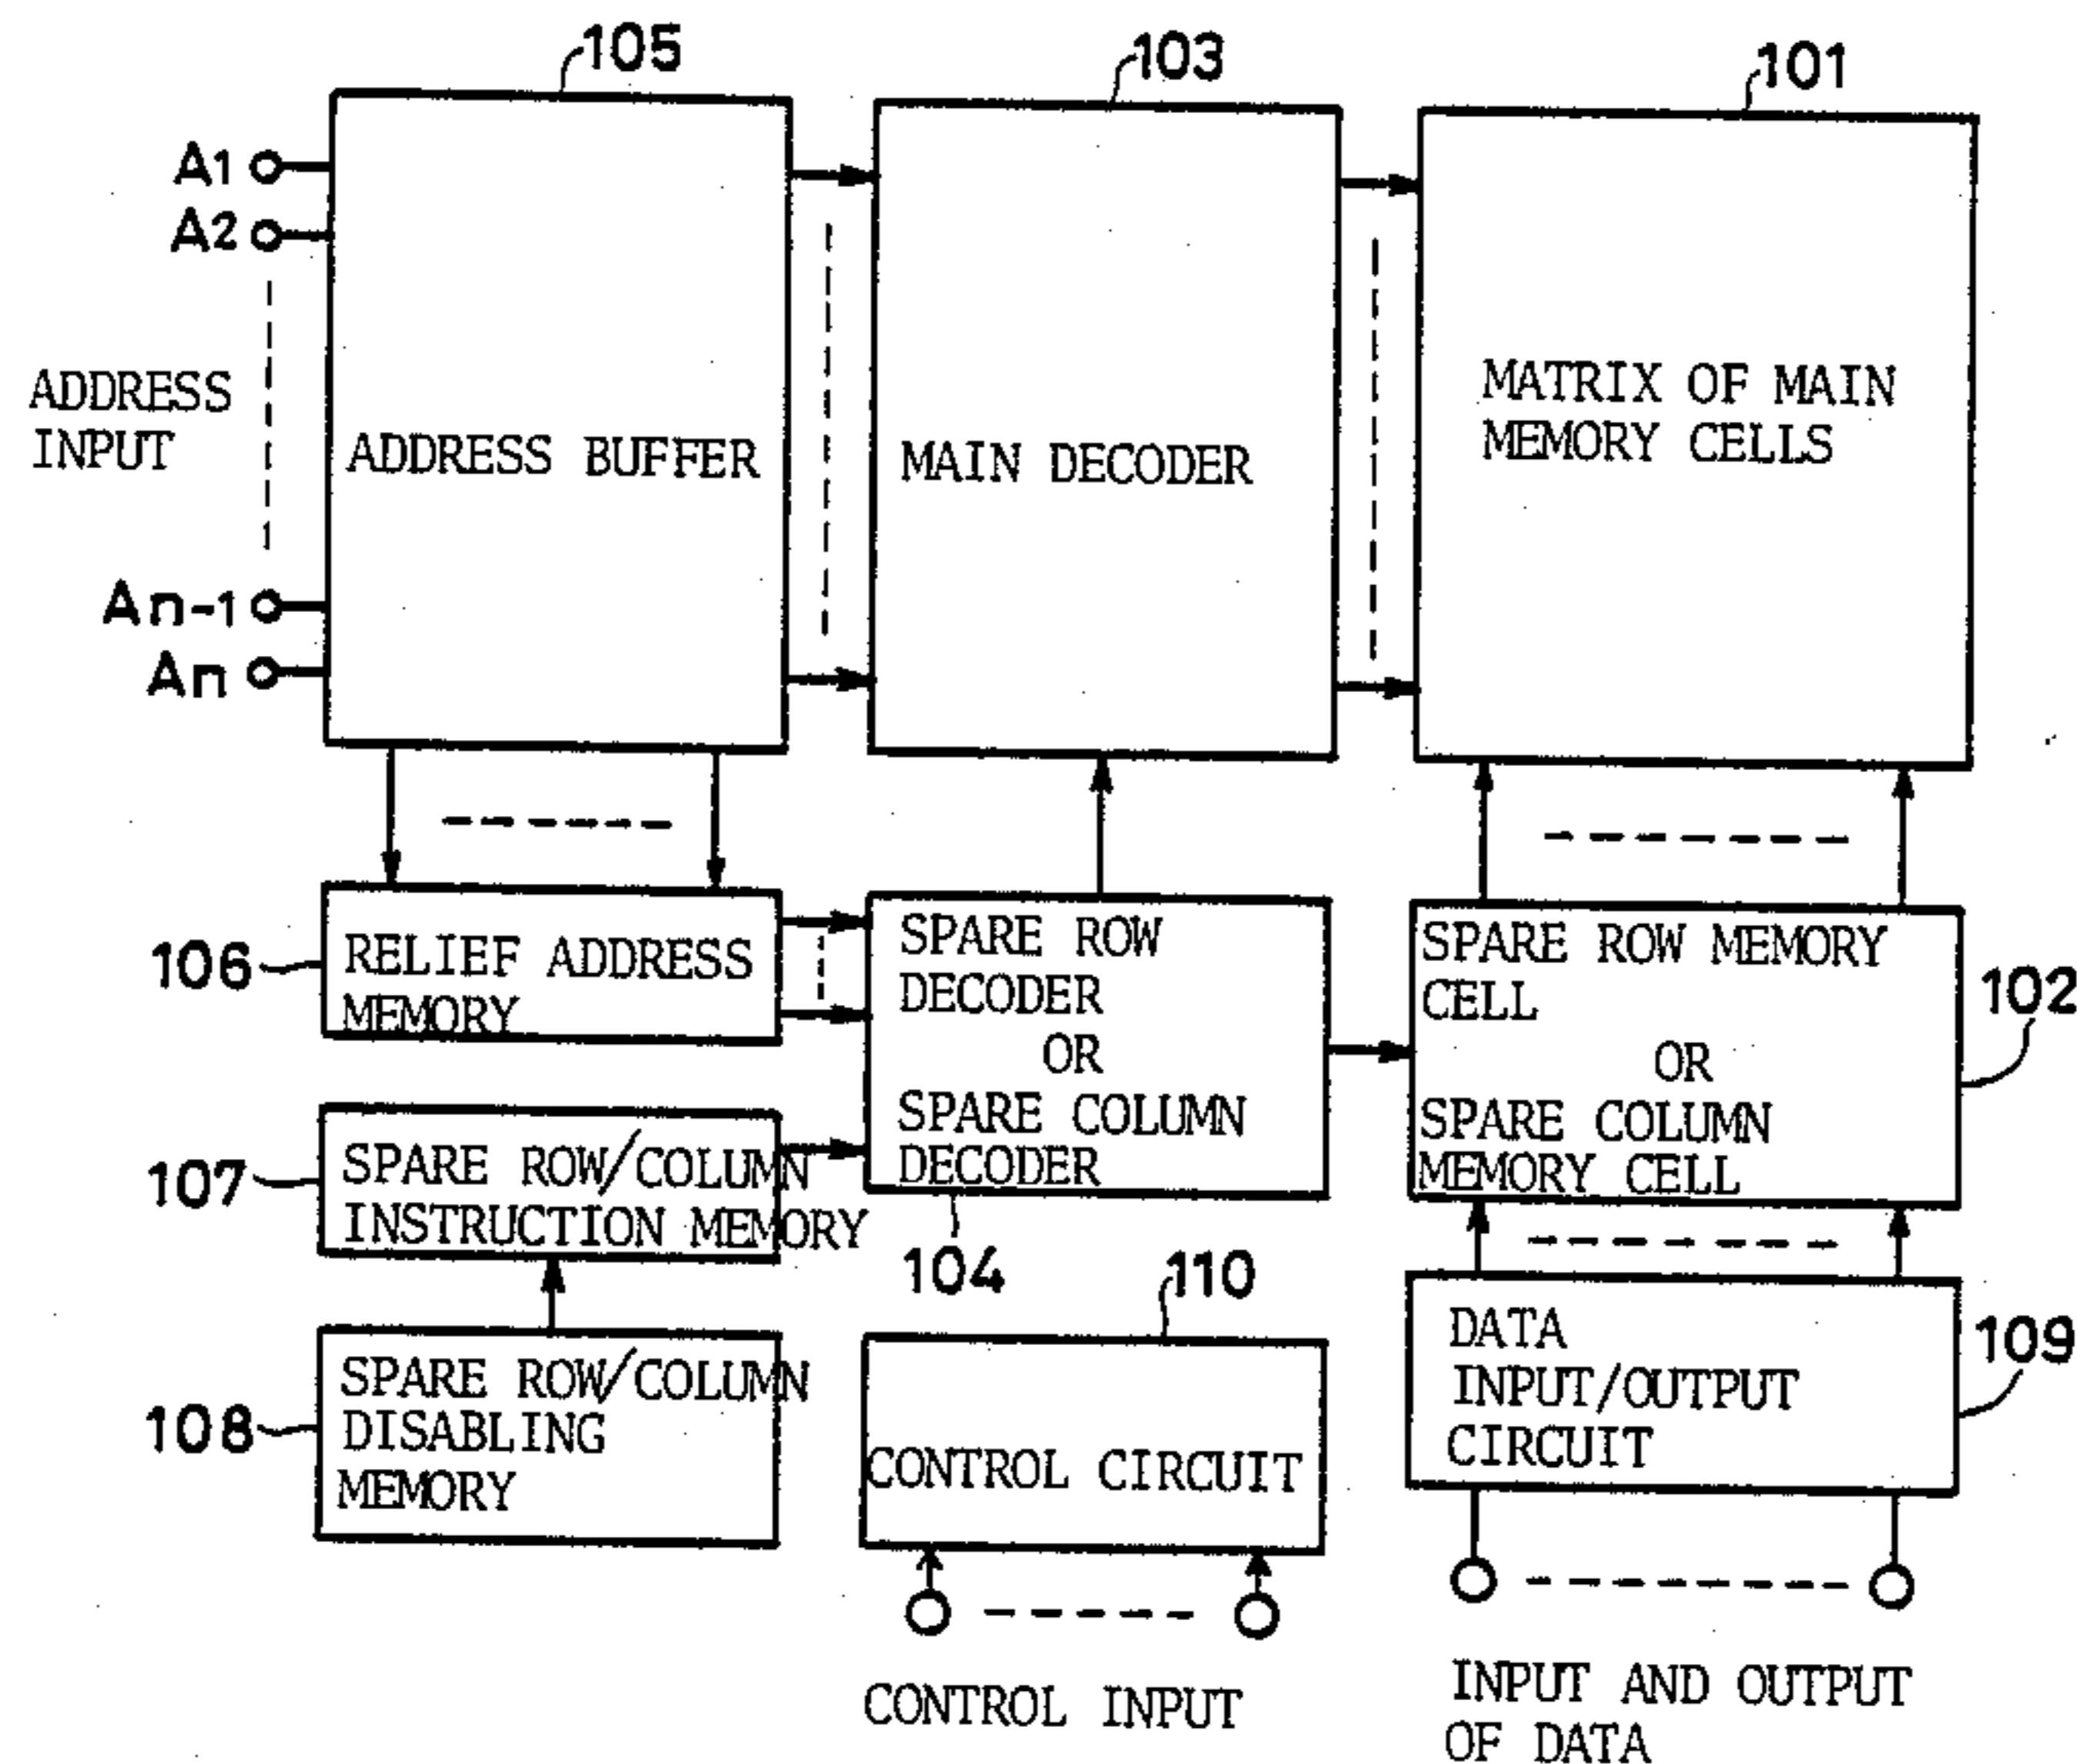 105
103
101
A1
A2
ADDRESS
INPUT
An-1
An
ADDRESS BUFFER
MAIN DECODER
MATRIX OF MAIN
MEMORY CELLS
106
RELIEF ADDRESS
MEMORY
SPARE ROW
DECODER
OR
SPARE COLUMN
DECODER
104
SPARE ROW MEMORY
CELL
OR
SPARE COLUMN
MEMORY CELL
102
107
SPARE ROW/COLUMN
INSTRUCTION MEMORY
108
SPARE ROW/COLUMN
DISABLING
MEMORY
110
CONTROL CIRCUIT
CONTROL INPUT
DATA
INPUT/OUTPUT
CIRCUIT
109
INPUT AND OUTPUT
OF DATA